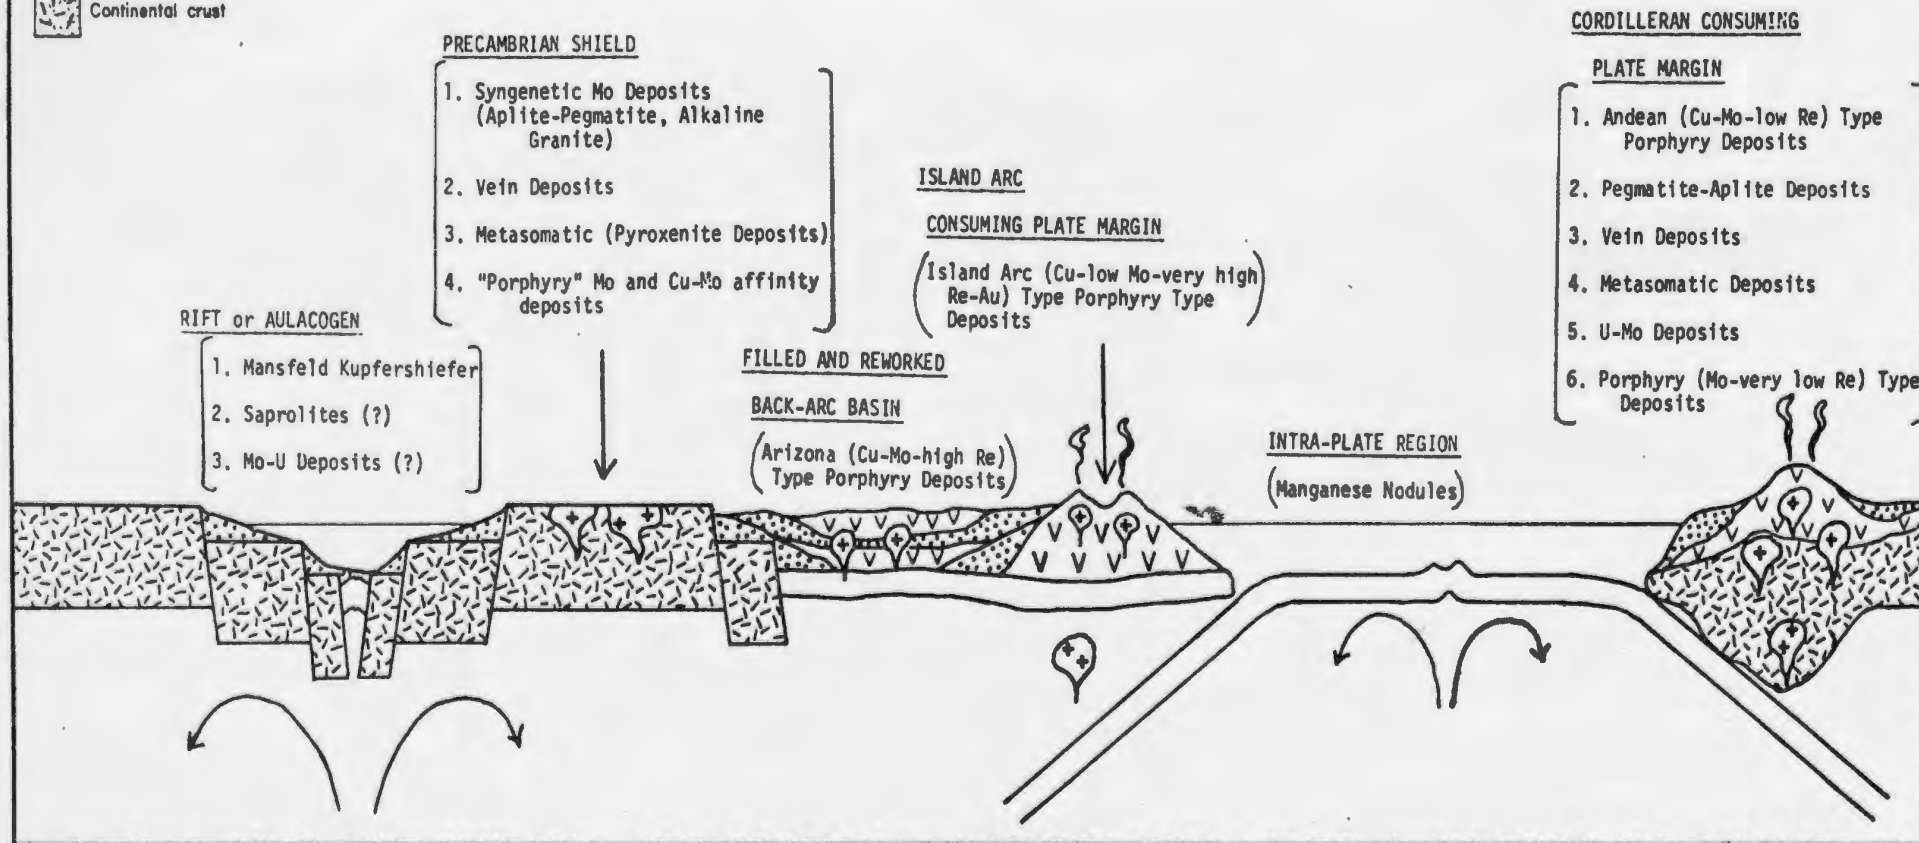 Continental crust
PRECAMBRIAN SHIELD
1. Syngenetic Mo Deposits
(Aplite-Pegmatite, Alkaline
Granite)
2. Vein Deposits
3. Metasomatic (Pyroxenite Deposits)
4. "Porphyry" Mo and Cu-Mo affinity
deposits
RIFT or AULACOGEN
1. Mansfeld Kupfershiefer
2. Saprolites (?)
3. Mo-U Deposits (?)
FILLED AND REWORKED
BACK-ARC BASIN
(Arizona (Cu-Mo-high Re)
Type Porphyry Deposits)
ISLAND ARC
CONSUMING PLATE MARGIN
(Island Arc (Cu-low Mo-very high
Re-Au) Type Porphyry Type
Deposits)
INTRA-PLATE REGION
(Manganese Nodules)
CORDILLERAN CONSUMING
PLATE MARGIN
1. Andean (Cu-Mo-low Re) Type
Porphyry Deposits
2. Pegmatite-Aplite Deposits
3. Vein Deposits
4. Metasomatic Deposits
5. U-Mo Deposits
6. Porphyry (Mo-very low Re) Type
Deposits